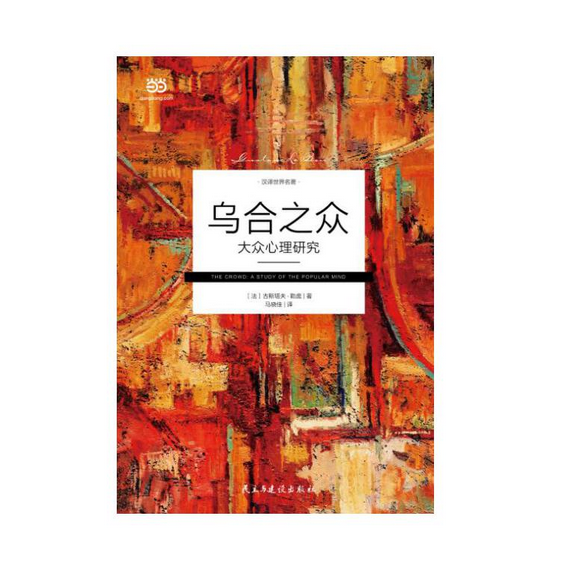 dangdang.com
·汉译世界名著·
乌合之众
大众心理研究
THE CROWD: A STUDY OF THE POPULAR MIND
[法] 古斯塔夫·勒庞 | 著
马晓佳 | 译
民主与建设出版社